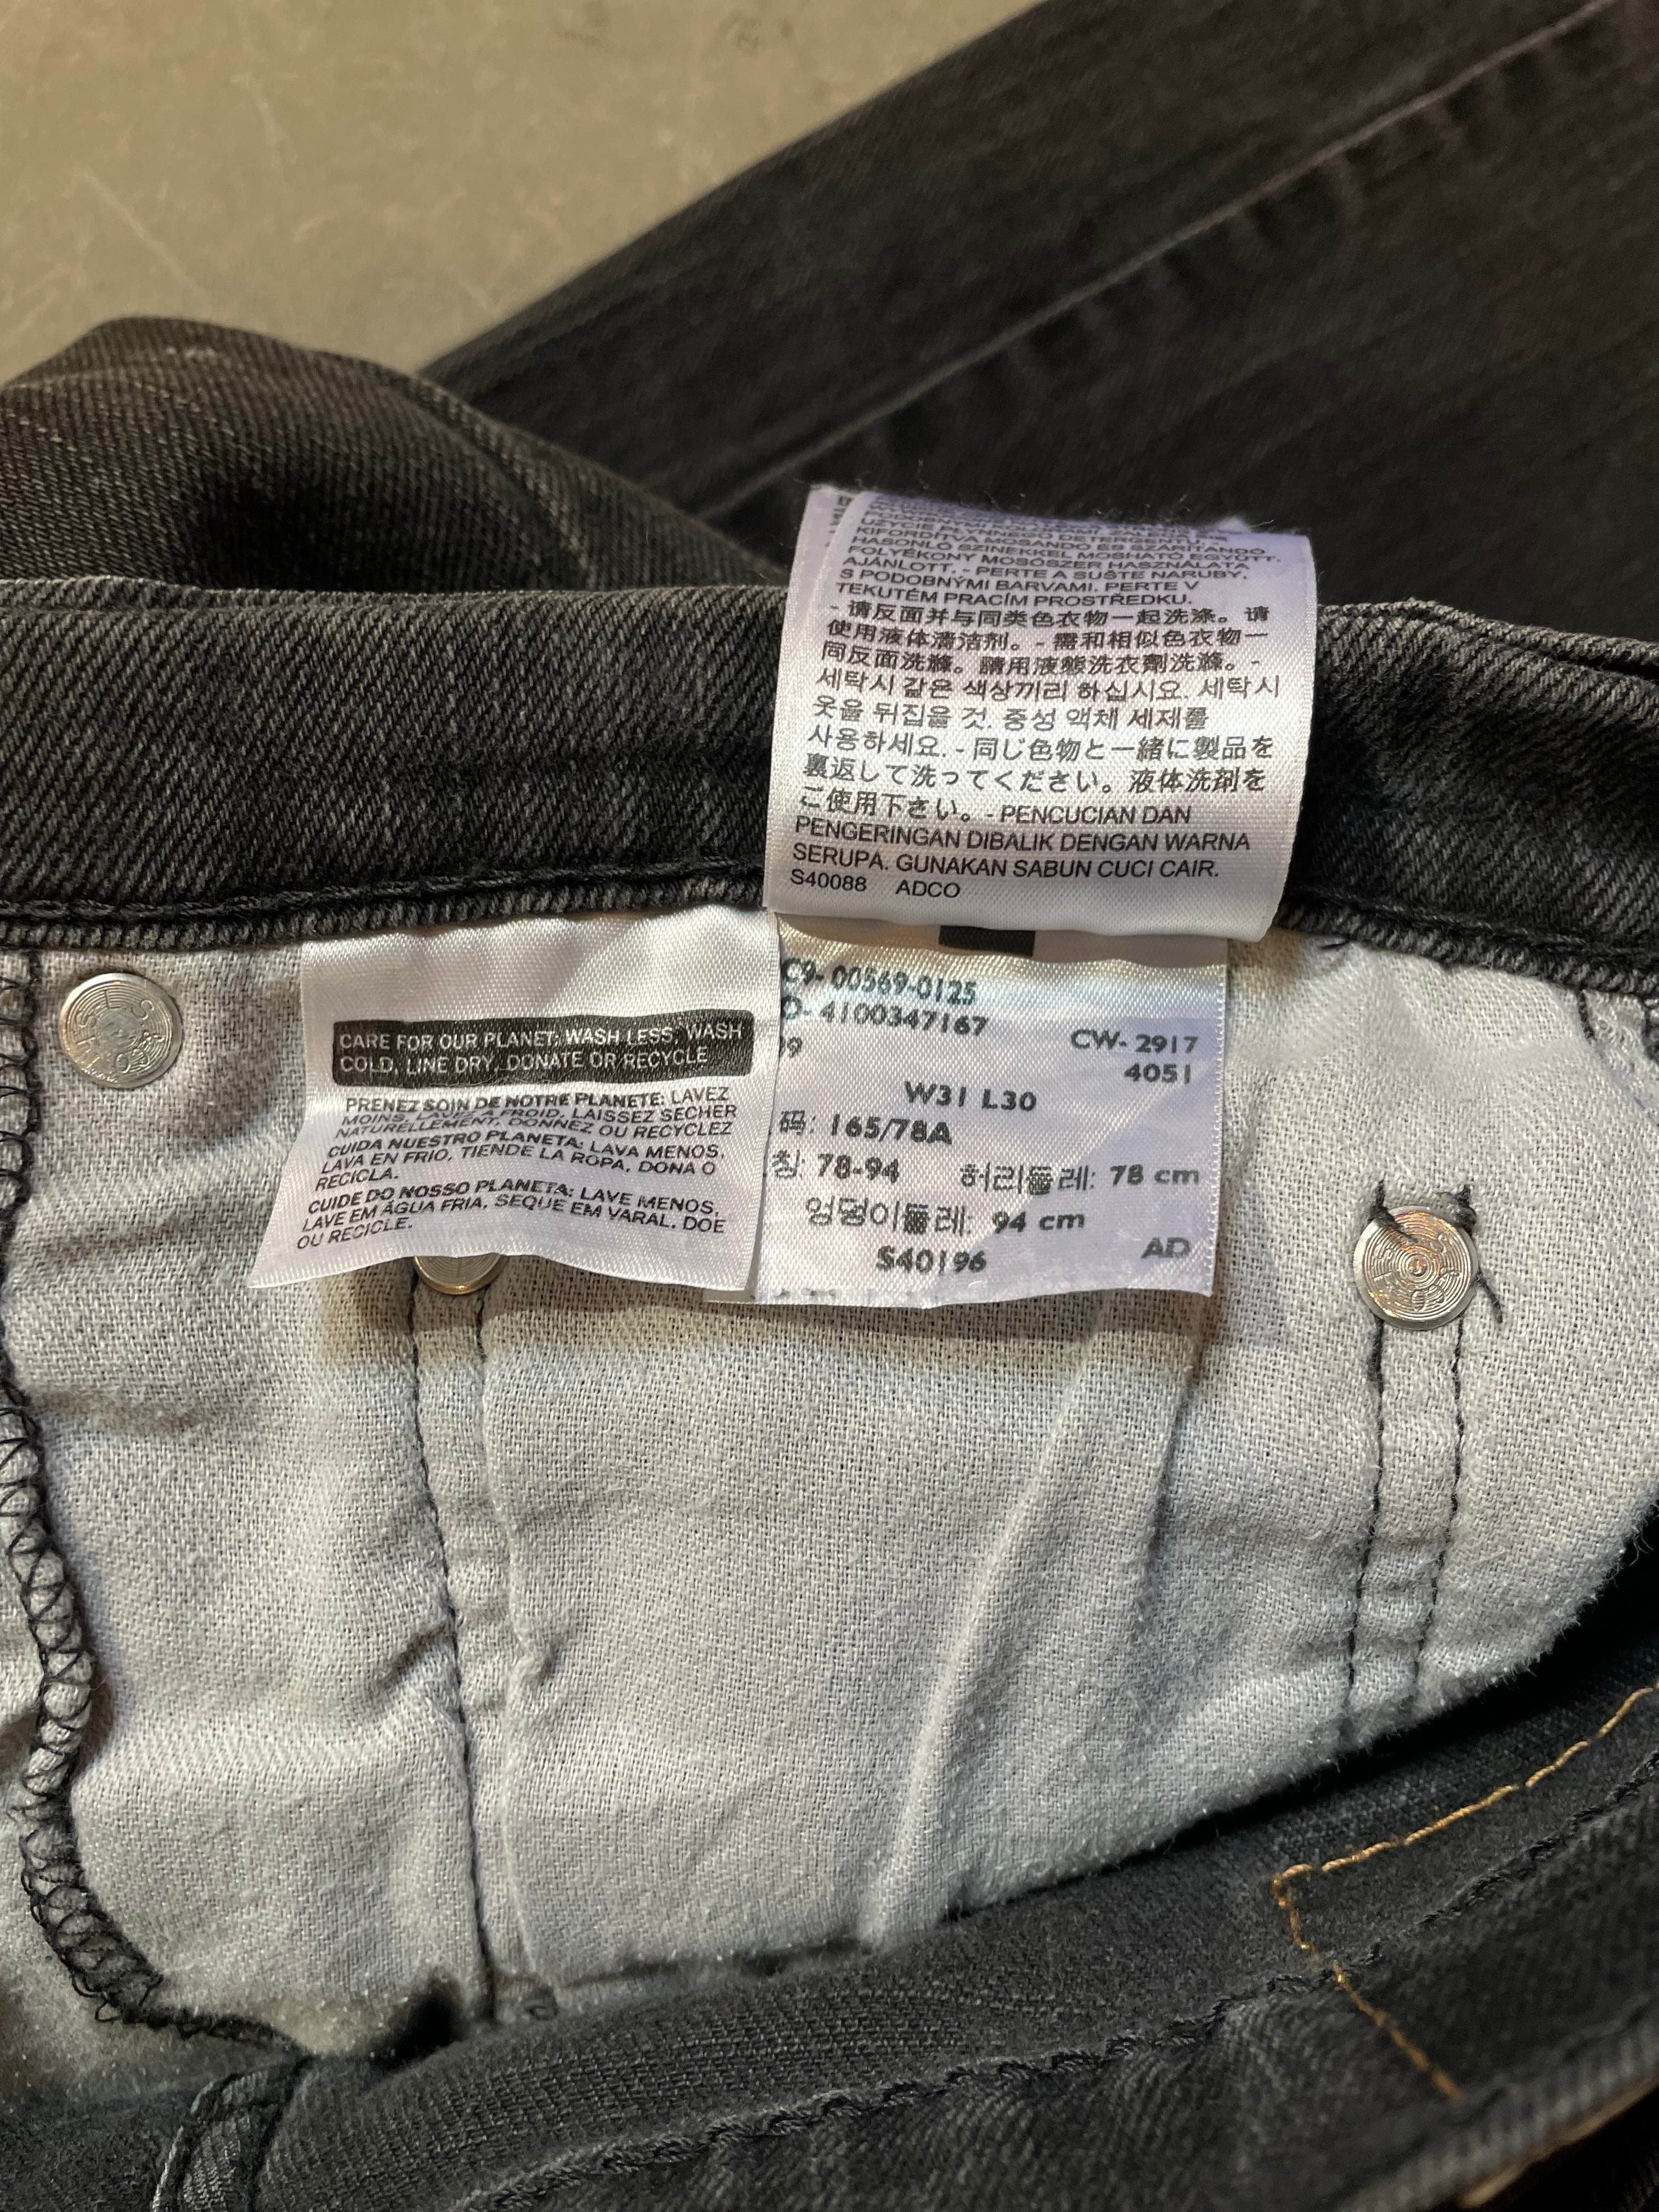 UŻYCIE PŁYNNEGO DETERGENTU. -
KIFORDÍTVA MOSANDÓ ÉS SZÁRÍTANDÓ.
HASONLÓ SZÍNEKKEL MOSHATÓ EGYÜTT.
FOLYÉKONY MOSÓSZER HASZNÁLATA
AJÁNLOTT. - PERTE A SUŠTE NARUBY.
S PODOBNÝMI BARVAMI. PERTE V
TEKUTÉM PRACÍM PROSTŘEDKU.
- 请反面并与同类色衣物一起洗涤。请
使用液体清洁剂。- 需和相似色衣物一
同反面洗滌。請用液態洗衣劑洗滌。-
세탁시 같은 색상끼리 하십시요. 세탁시
옷을 뒤집을 것. 중성 액체 세제를
사용하세요. - 同じ色物と一緒に製品を
裏返して洗ってください。液体洗剤を
ご使用下さい。- PENCUCIAN DAN
PENGERINGAN DIBALIK DENGAN WARNA
SERUPA. GUNAKAN SABUN CUCI CAIR.
S40088 ADCO
CARE FOR OUR PLANET: WASH LESS, WASH
COLD, LINE DRY, DONATE OR RECYCLE
PRENEZ SOIN DE NOTRE PLANETE: LAVEZ
MOINS, LAVEZ A FROID, LAISSEZ SECHER
NATURELLEMENT, DONNEZ OU RECYCLEZ
CUIDA NUESTRO PLANETA: LAVA MENOS,
LAVA EN FRIO, TIENDE LA ROPA, DONA O
RECICLA.
CUIDE DO NOSSO PLANETA: LAVE MENOS,
LAVE EM ÁGUA FRIA, SEQUE EM VARAL, DOE
OU RECICLE.
C9- 00569-0125
O- 4100347167
99 CW- 2917
4051
W31 L30
码: 165/78A
칭: 78-94 허리둘레: 78 cm
엉덩이둘레: 94 cm
S40196 AD